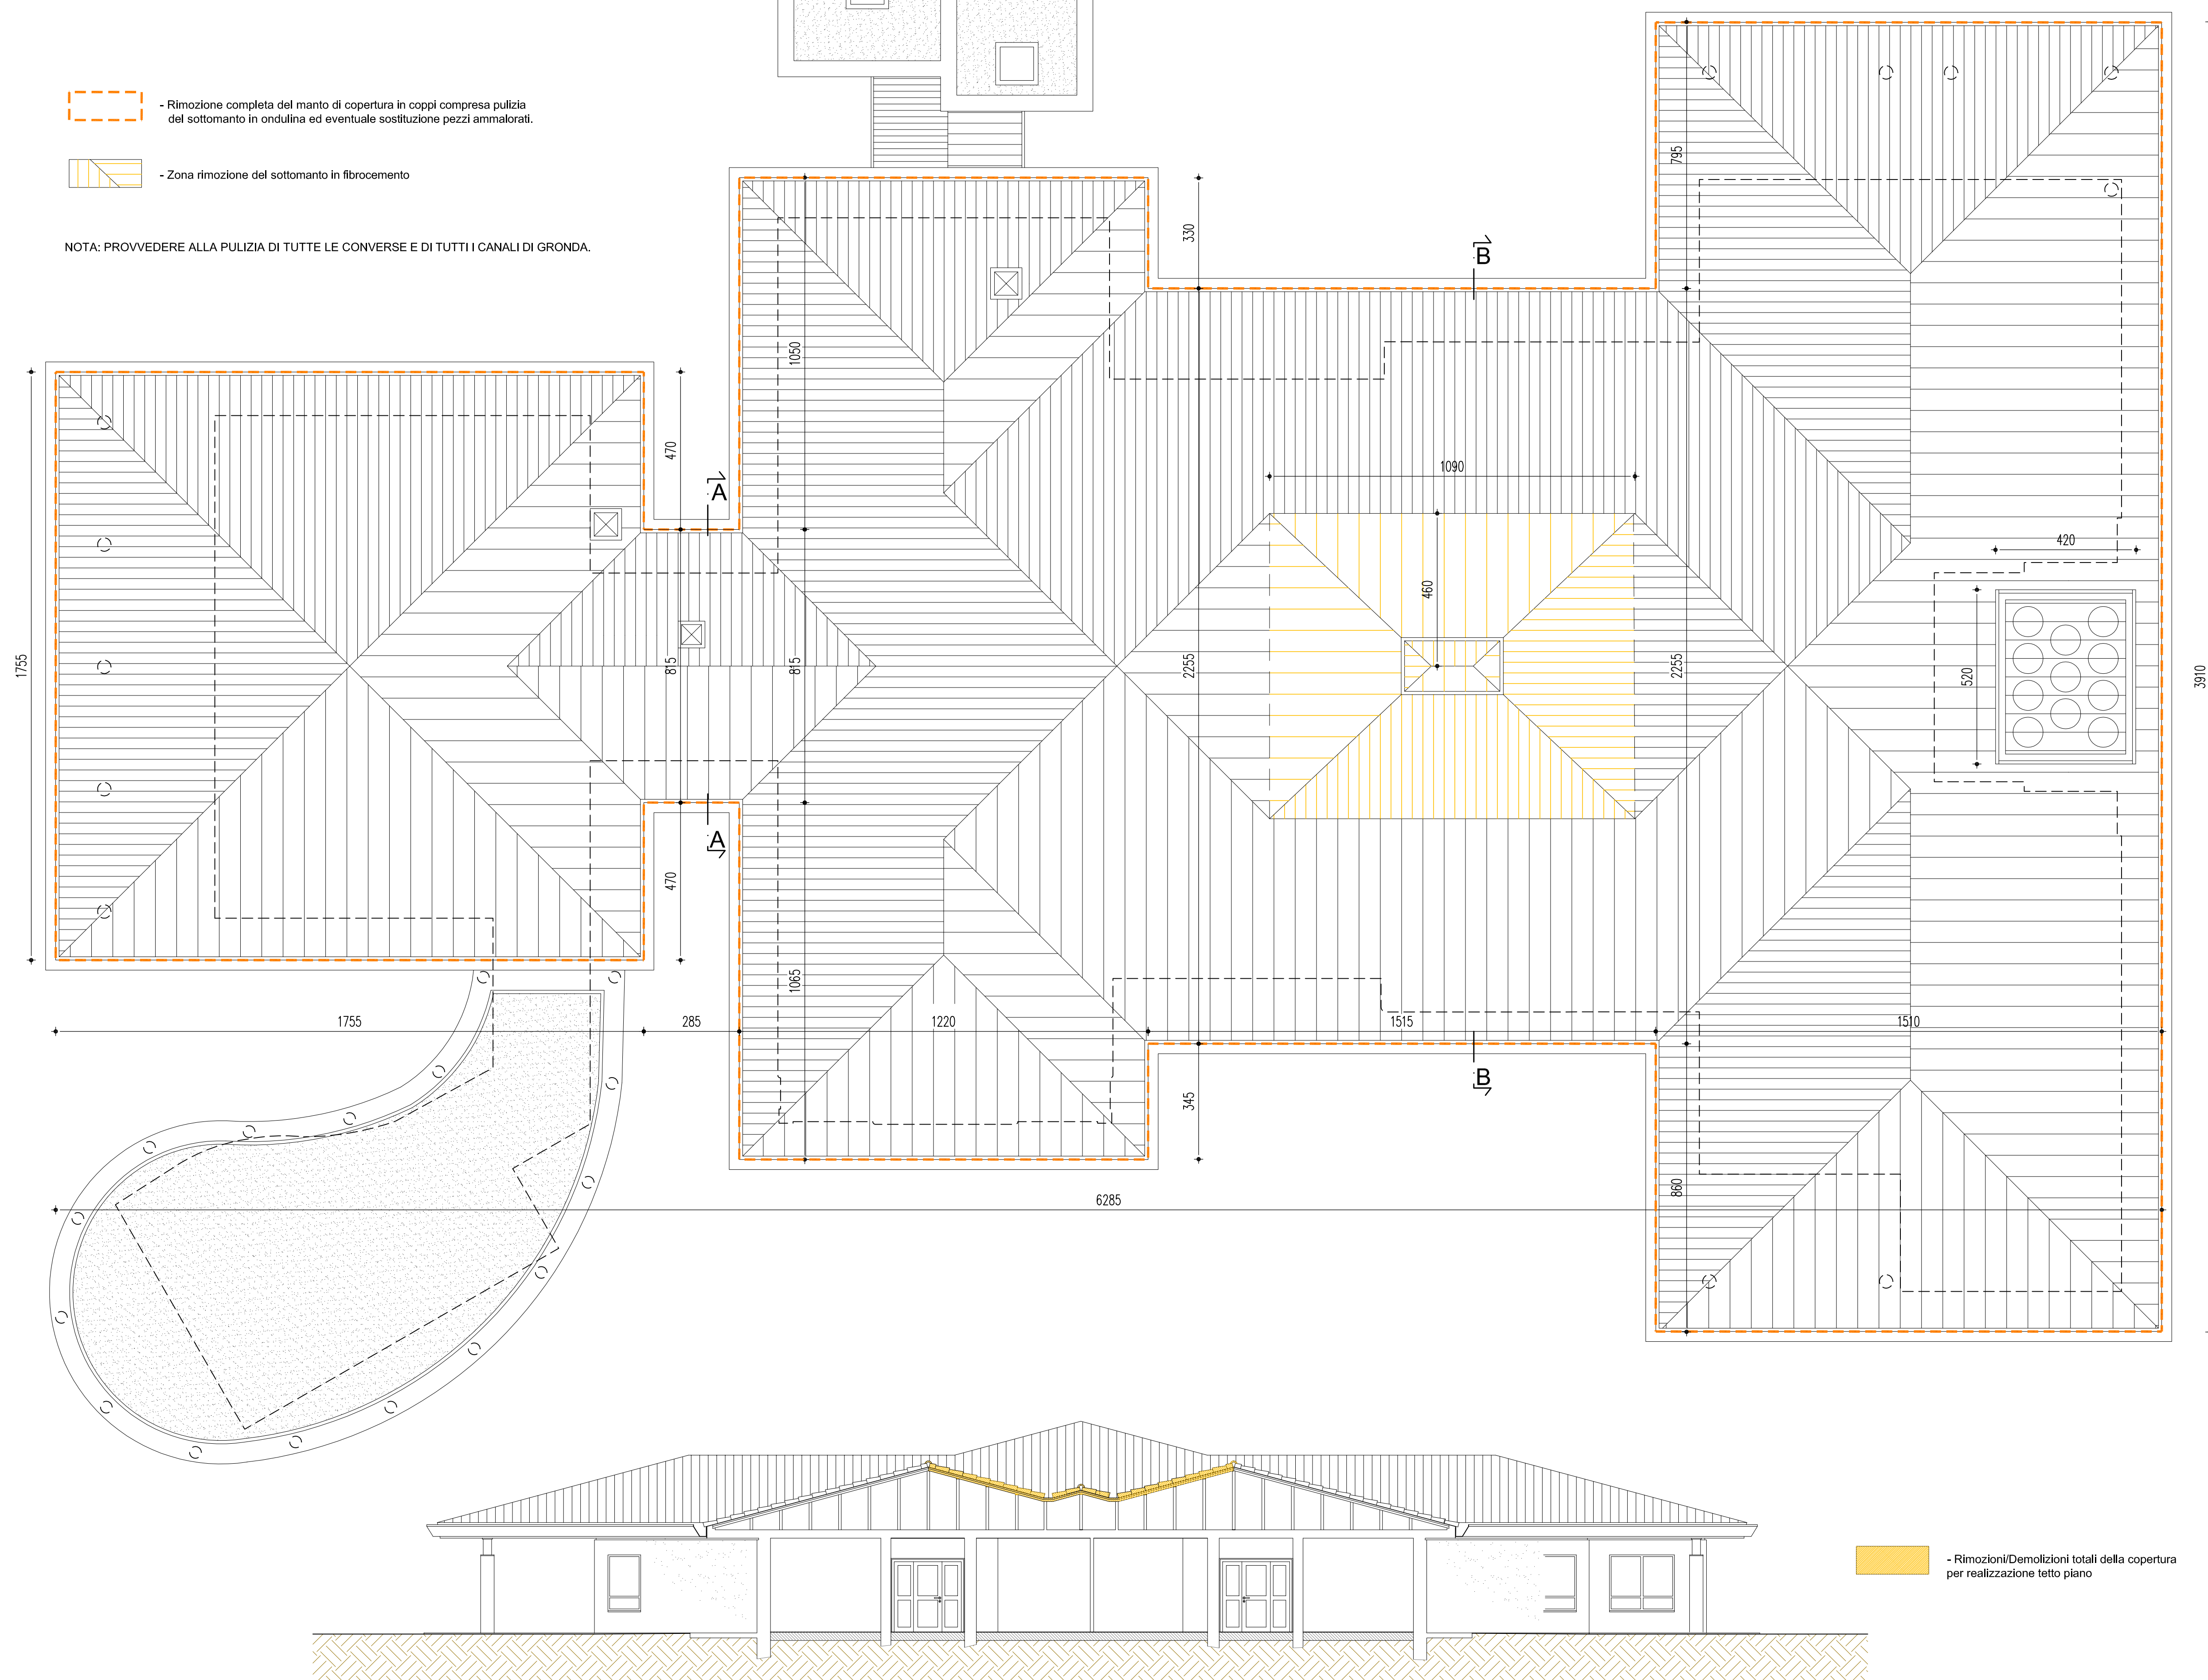 - Rimozione completa del manto di copertura in coppi compresa pulizia
del sottomanto in ondulina ed eventuale sostituzione pezzi ammalorati.
- Zona rimozione del sottomanto in fibrocemento
NOTA: PROVVEDERE ALLA PULIZIA DI TUTTE LE CONVERSE E DI TUTTI I CANALI DI GRONDA.
795
330
B
1050
470
A
1090
420
460
1755
815
815
2255
2255
520
3910
A
470
1065
1755
285
1220
1515
1510
B
345
860
6285
- Rimozioni/Demolizioni totali della copertura
per realizzazione tetto piano